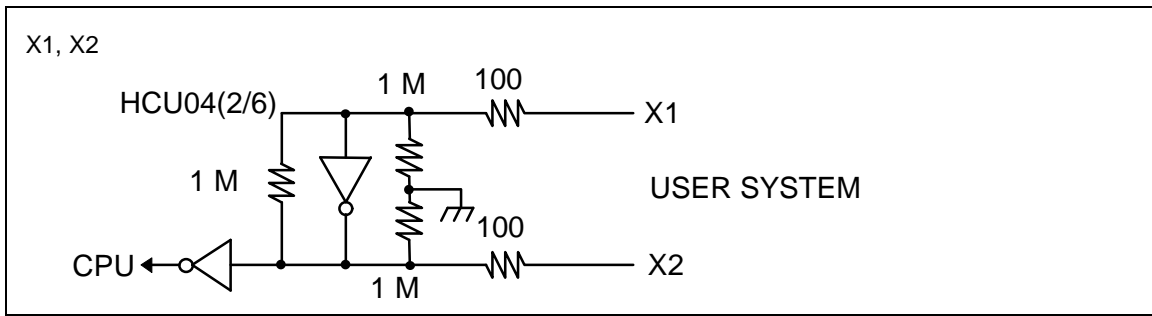 X1, X2
1 M
100
HCU04(2/6)
X1
1 M
USER SYSTEM
100
CPU
X2
1 M